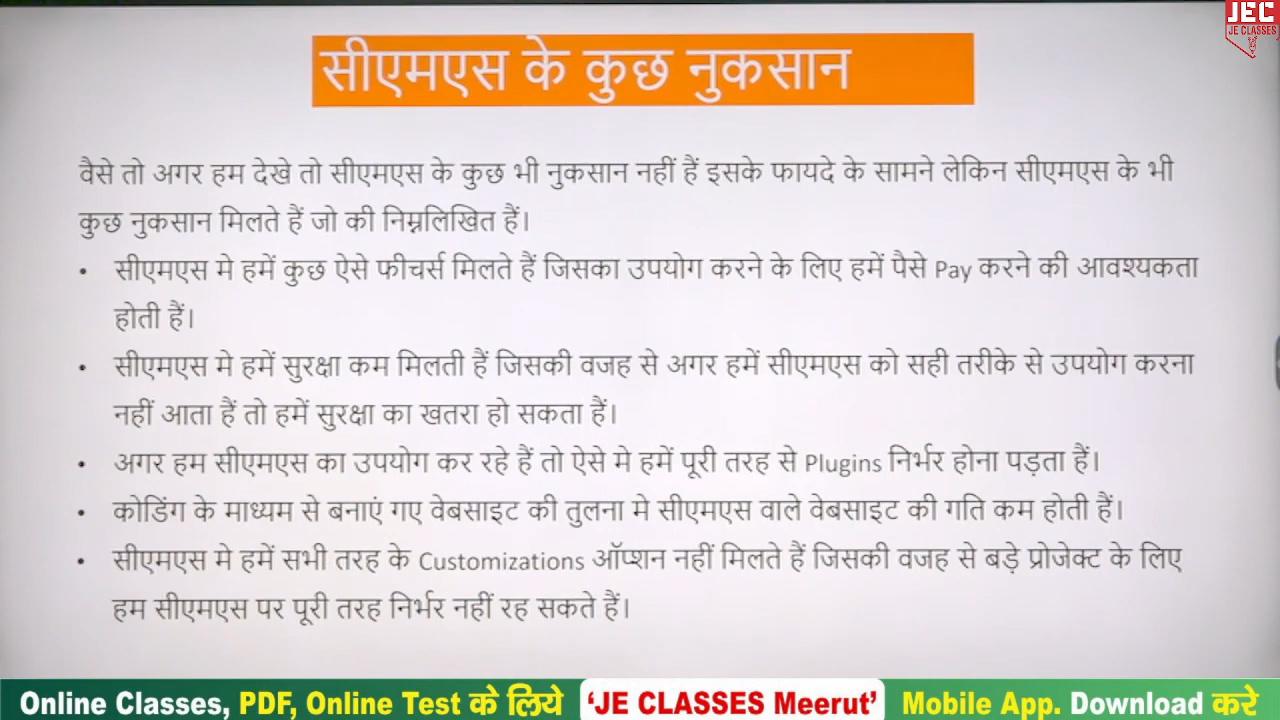 JEC
JE CLASSES
सीएमएस के कुछ नुकसान
वैसे तो अगर हम देखे तो सीएमएस के कुछ भी नुकसान नहीं हैं इसके फायदे के सामने लेकिन सीएमएस के भी
कुछ नुकसान मिलते हैं जो की निम्नलिखित हैं।
• सीएमएस मे हमें कुछ ऐसे फीचर्स मिलते हैं जिसका उपयोग करने के लिए हमें पैसे Pay करने की आवश्यकता
होती हैं।
• सीएमएस मे हमें सुरक्षा कम मिलती हैं जिसकी वजह से अगर हमें सीएमएस को सही तरीके से उपयोग करना
नहीं आता हैं तो हमें सुरक्षा का खतरा हो सकता हैं।
• अगर हम सीएमएस का उपयोग कर रहे हैं तो ऐसे मे हमें पूरी तरह से Plugins निर्भर होना पड़ता हैं।
• कोडिंग के माध्यम से बनाएं गए वेबसाइट की तुलना मे सीएमएस वाले वेबसाइट की गति कम होती हैं।
• सीएमएस मे हमें सभी तरह के Customizations ऑप्शन नहीं मिलते हैं जिसकी वजह से बड़े प्रोजेक्ट के लिए
हम सीएमएस पर पूरी तरह निर्भर नहीं रह सकते हैं।
Online Classes, PDF, Online Test के लिये ‘JE CLASSES Meerut’ Mobile App. Download करे